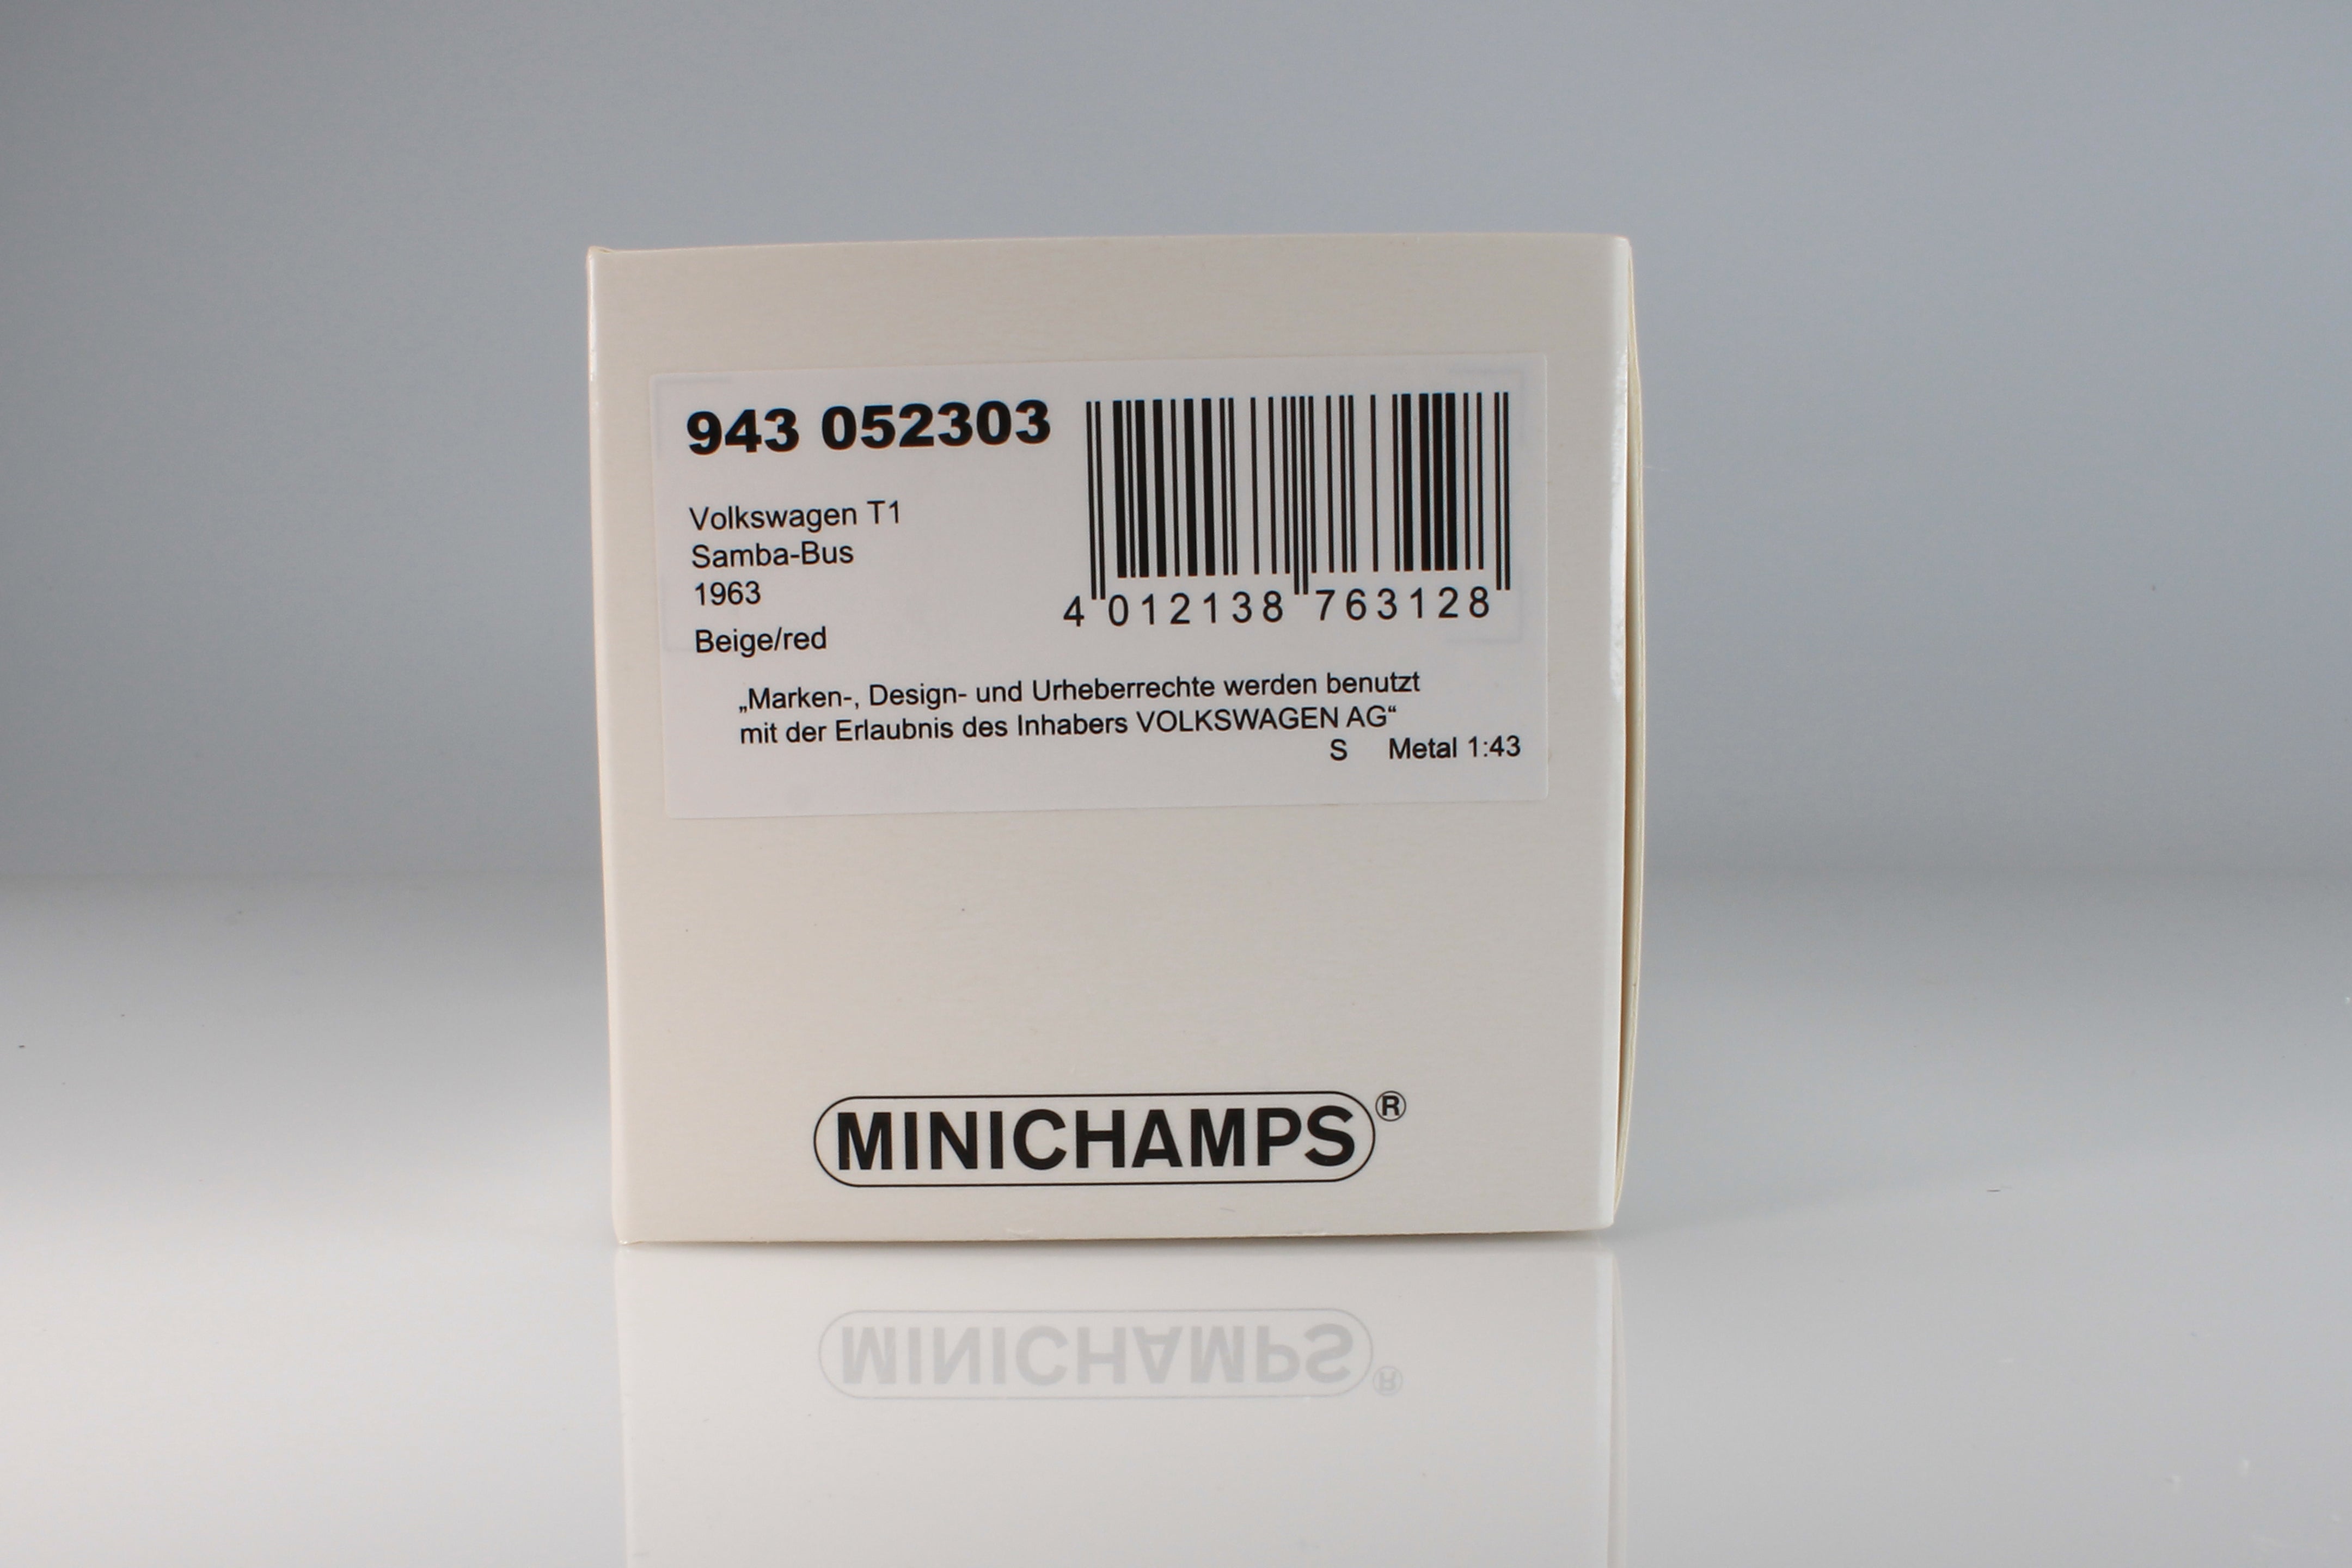 943 052303
Volkswagen T1
Samba-Bus
1963
Beige/red
4 012138 763128
„Marken-, Design- und Urheberrechte werden benutzt
mit der Erlaubnis des Inhabers VOLKSWAGEN AG“
S Metal 1:43
MINICHAMPS®